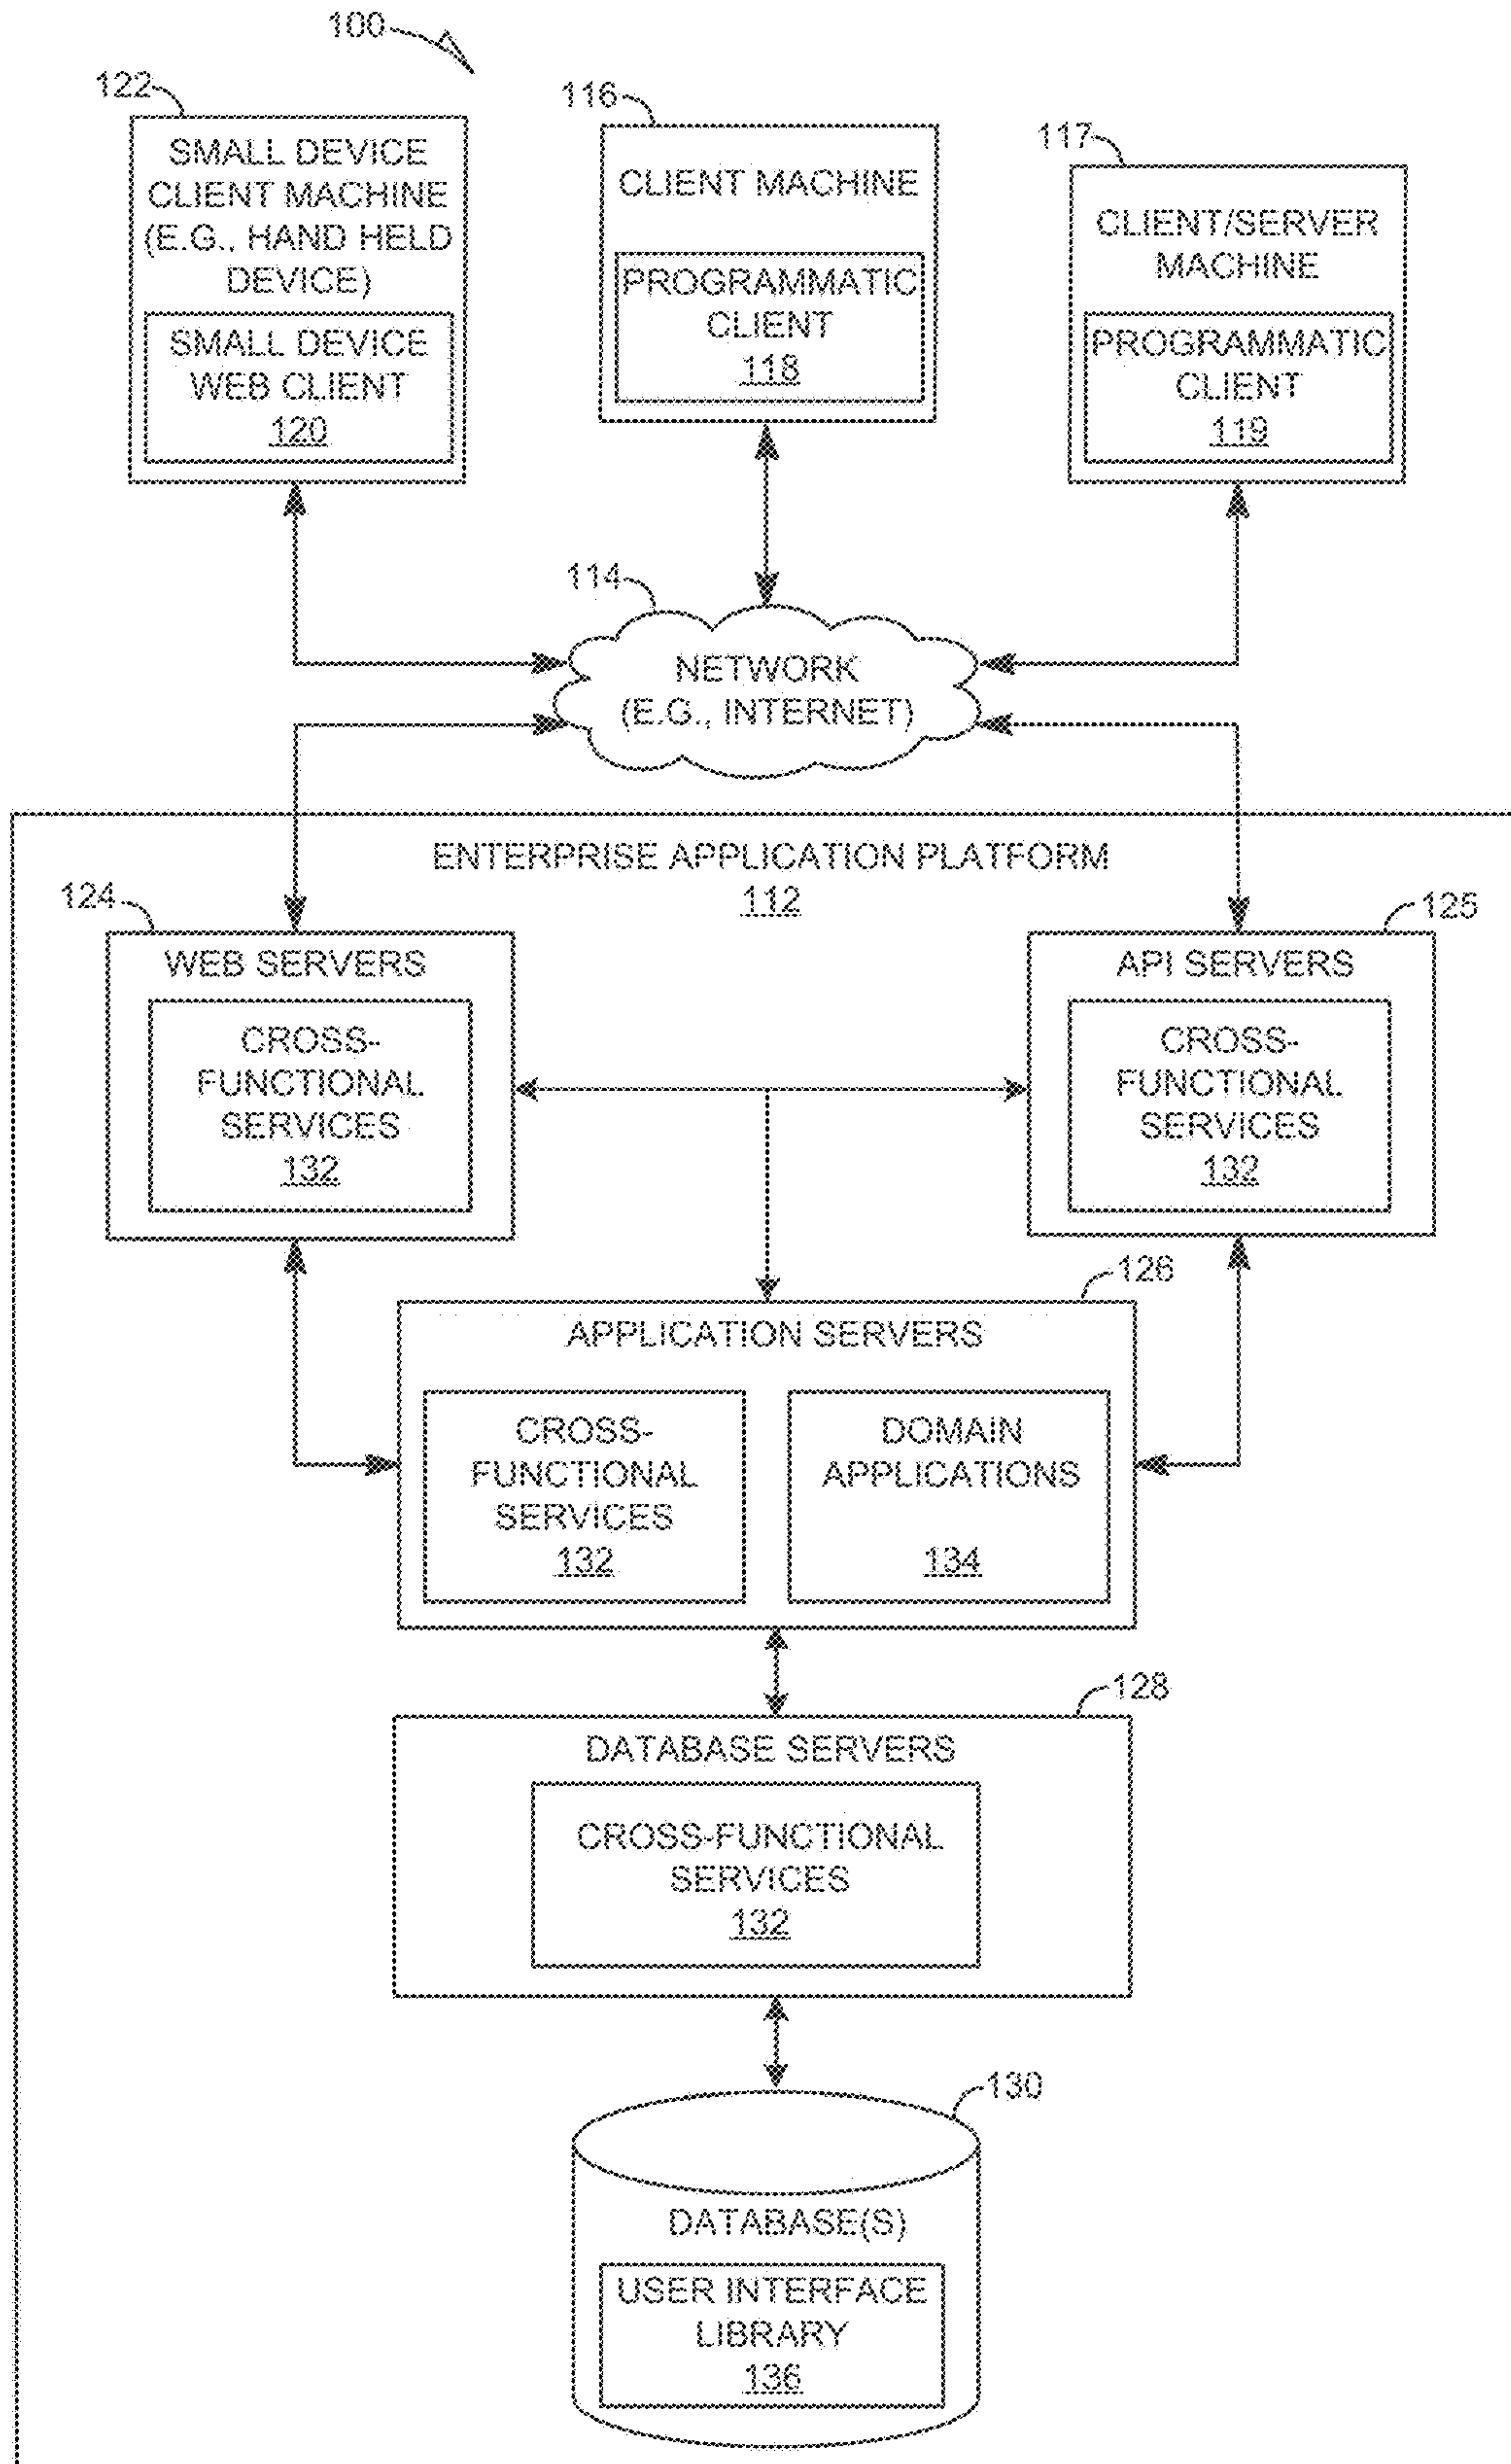 100
122
SMALL DEVICE
CLIENT MACHINE
(E.G., HAND HELD
DEVICE)
SMALL DEVICE
WEB CLIENT
120
116
CLIENT MACHINE
PROGRAMMATIC
CLIENT
118
117
CLIENT/SERVER
MACHINE
PROGRAMMATIC
CLIENT
119
114
NETWORK
(E.G., INTERNET)
ENTERPRISE APPLICATION PLATFORM
112
124
WEB SERVERS
CROSS-
FUNCTIONAL
SERVICES
132
125
API SERVERS
CROSS-
FUNCTIONAL
SERVICES
132
126
APPLICATION SERVERS
CROSS-
FUNCTIONAL
SERVICES
132
DOMAIN
APPLICATIONS
134
128
DATABASE SERVERS
CROSS-FUNCTIONAL
SERVICES
132
130
DATABASE(S)
USER INTERFACE
LIBRARY
136